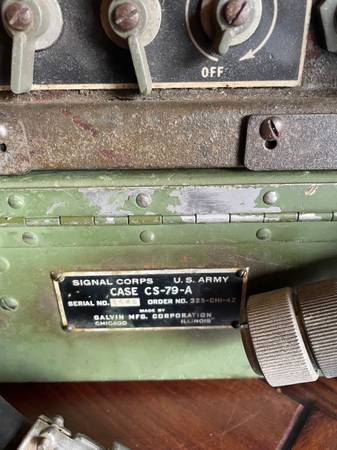 OFF
SIGNAL CORPS U. S. ARMY
CASE CS-79-A
SERIAL NO. ORDER NO. 325-CHI-42
MADE BY
GALVIN MFG. CORPORATION
CHICAGO ILLINOIS